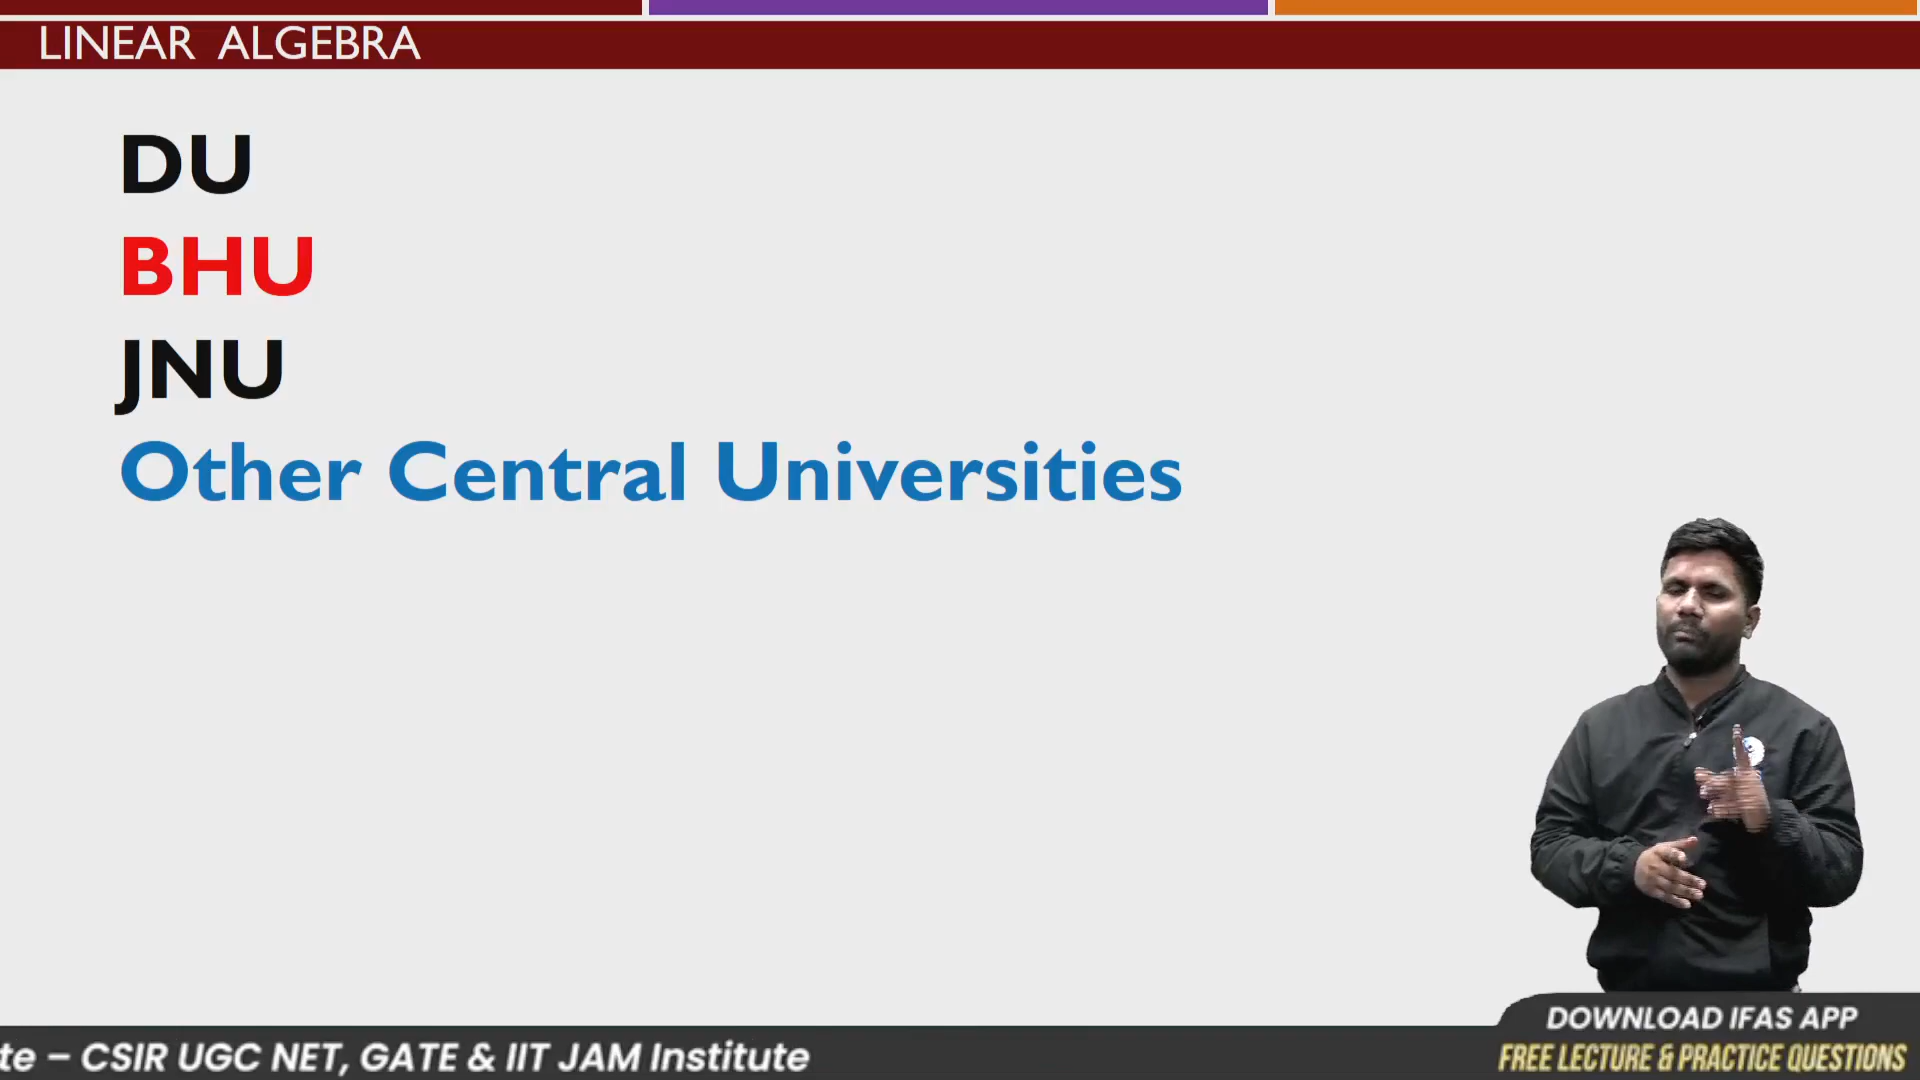 LINEAR ALGEBRA
DU
BHU
JNU
Other Central Universities
DOWNLOAD IFAS APP
te – CSIR UGC NET, GATE & IIT JAM Institute
FREE LECTURE & PRACTICE QUESTIONS